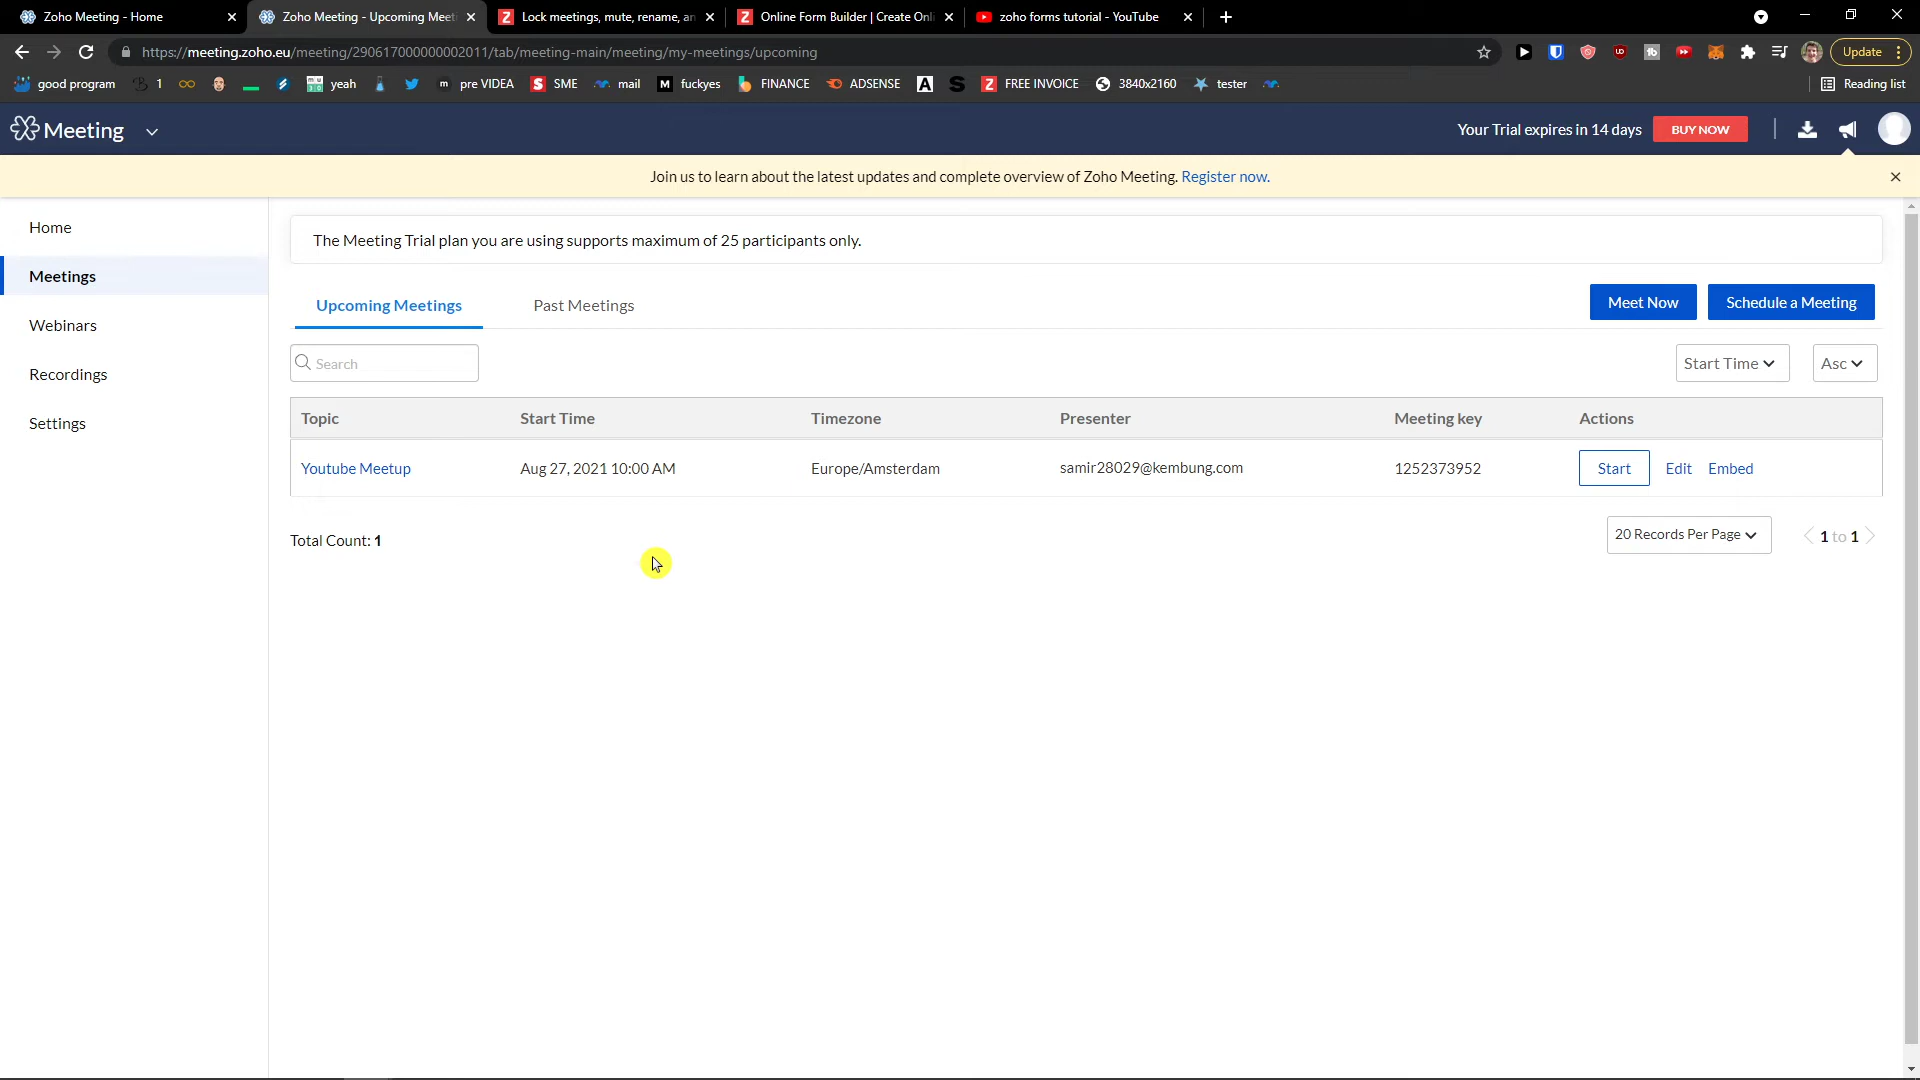 Zoho Meeting - Home
Zoho Meeting - Upcoming Meeti
Lock meetings, mute, rename, an
Online Form Builder | Create Onli
zoho forms tutorial - YouTube
https://meeting.zoho.eu/meeting/290617000000002011/tab/meeting-main/meeting/my-meetings/upcoming
Update
good program
1
yeah
pre VIDEA
SME
mail
fuckyes
FINANCE
ADSENSE
FREE INVOICE
3840x2160
tester
Reading list
Meeting
Your Trial expires in 14 days
BUY NOW
Join us to learn about the latest updates and complete overview of Zoho Meeting. Register now.
Home
Meetings
Webinars
Recordings
Settings
The Meeting Trial plan you are using supports maximum of 25 participants only.
Upcoming Meetings
Past Meetings
Meet Now
Schedule a Meeting
Search
Start Time
Asc
Topic
Start Time
Timezone
Presenter
Meeting key
Actions
Youtube Meetup
Aug 27, 2021 10:00 AM
Europe/Amsterdam
samir28029@kembung.com
1252373952
Start
Edit
Embed
Total Count: 1
20 Records Per Page
1 to 1